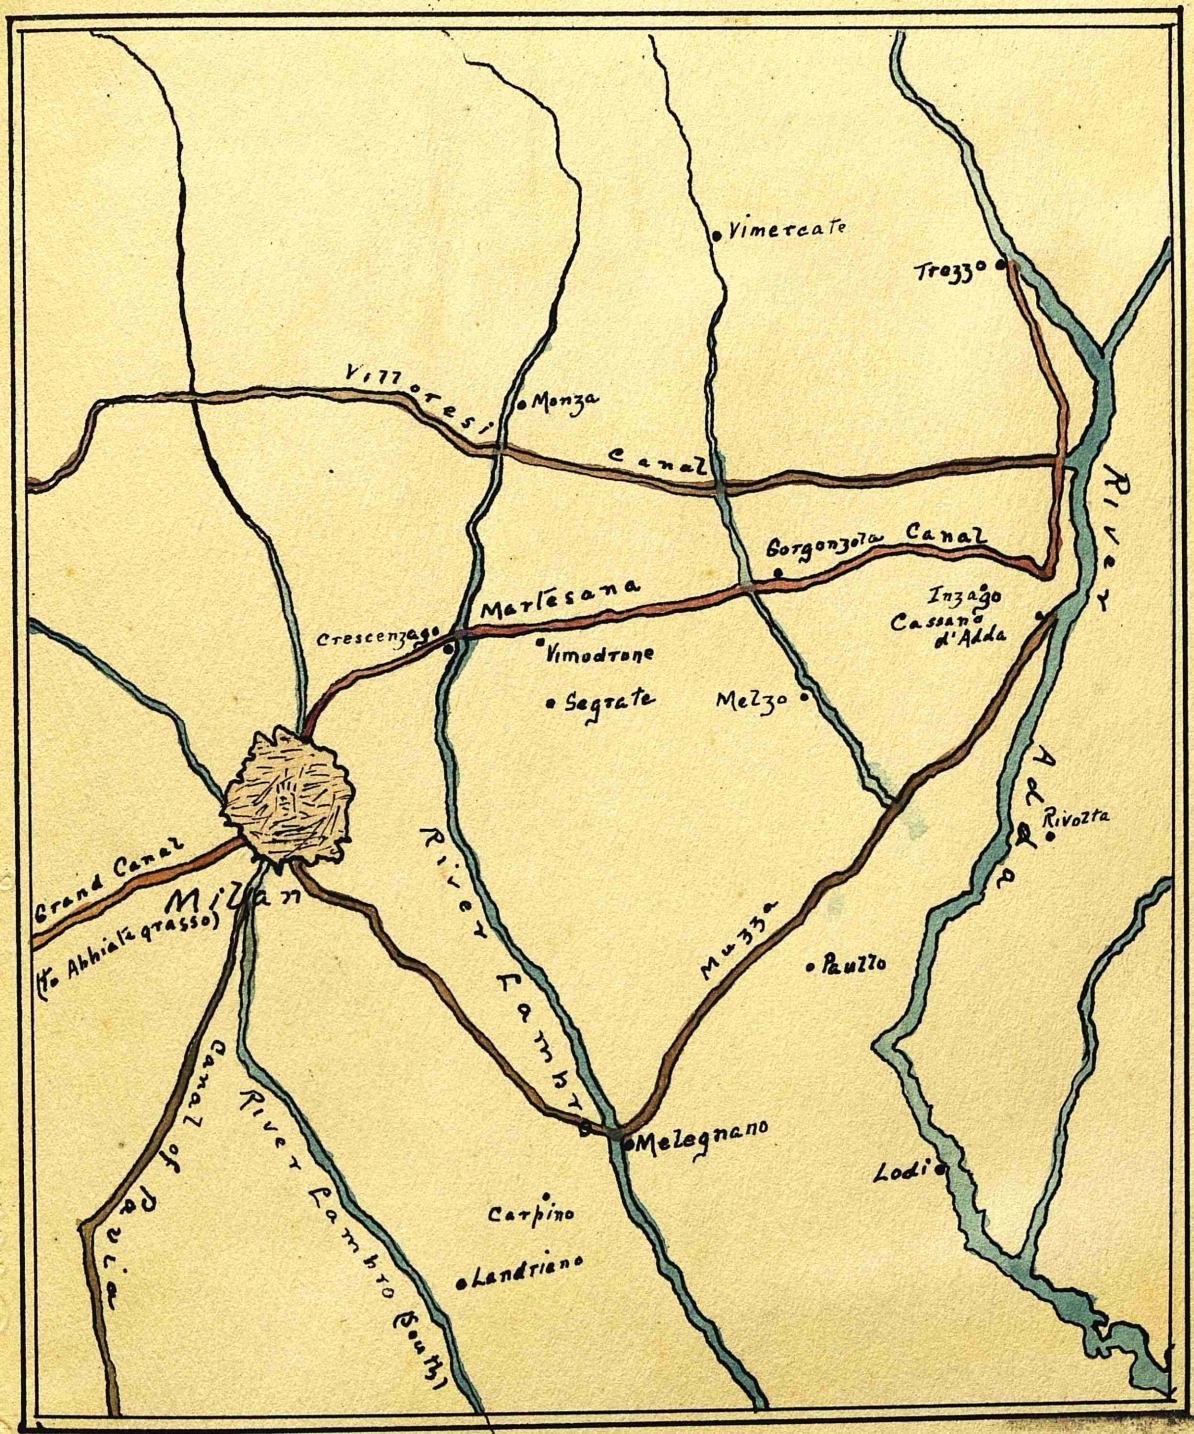 Vimercate
Trezzo
Villoresi Canal
Monza
River Adda
Gorgonzola
Martesana Canal
Inzago
Cassano
d'Adda
Crescenzago
Vimodrone
Segrate
Melzo
Rivolta
Grand Canal
(to Abbiategrasso)
Milan
River Lambro
Muzza
Paullo
Canal of Pavia
River Lambro (South)
Melegnano
Lodi
Carpino
Landriano